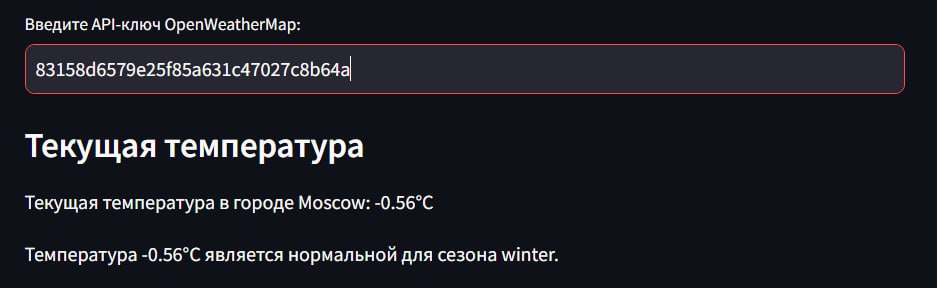 Введите API-ключ OpenWeatherMap:
83158d6579e25f85a631c47027c8b64a
Текущая температура
Текущая температура в городе Moscow: -0.56°C
Температура -0.56°C является нормальной для сезона winter.